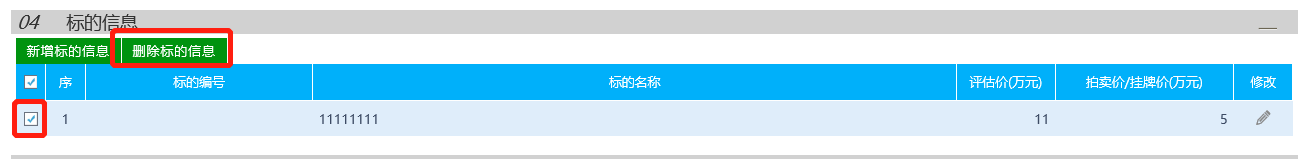 04 标的信息
新增标的信息 删除标的信息
序 标的编号 标的名称 评估价(万元) 拍卖价/挂牌价(万元) 修改
1 11111111 11 5